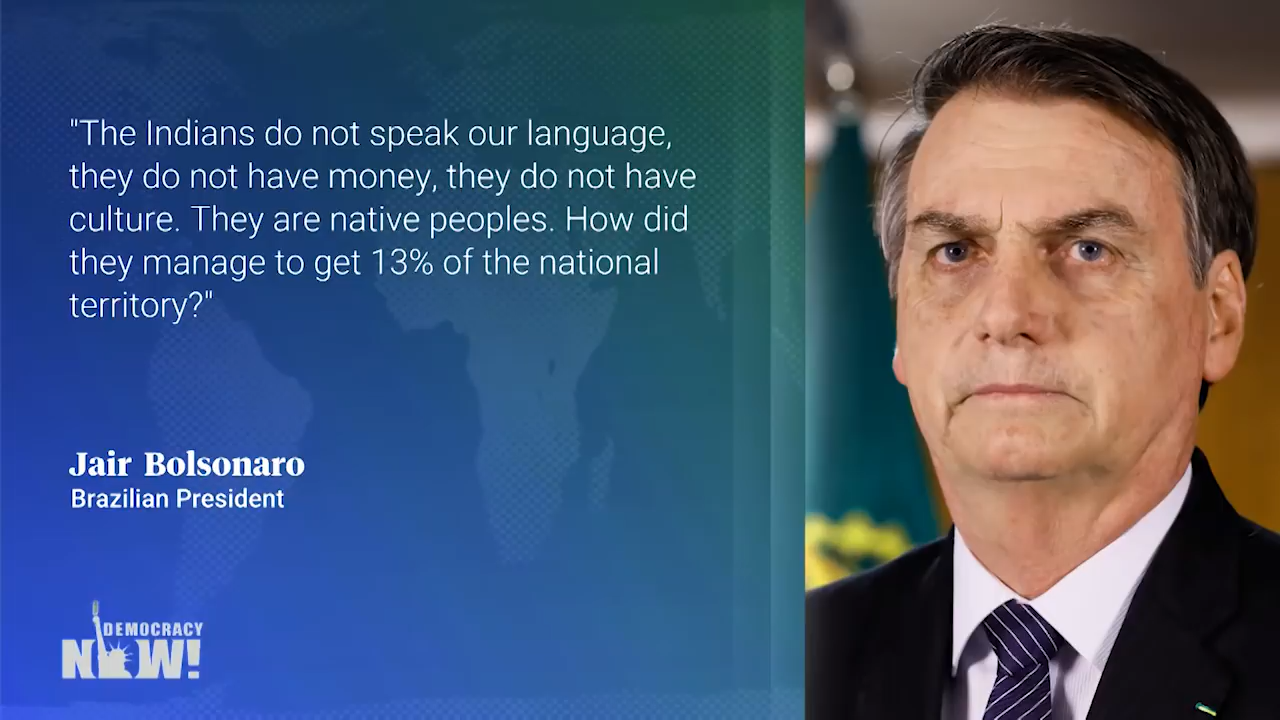 "The Indians do not speak our language,
they do not have money, they do not have
culture. They are native peoples. How did
they manage to get 13% of the national
territory?"
Jair Bolsonaro
Brazilian President
DEMOCRACY
NOW!